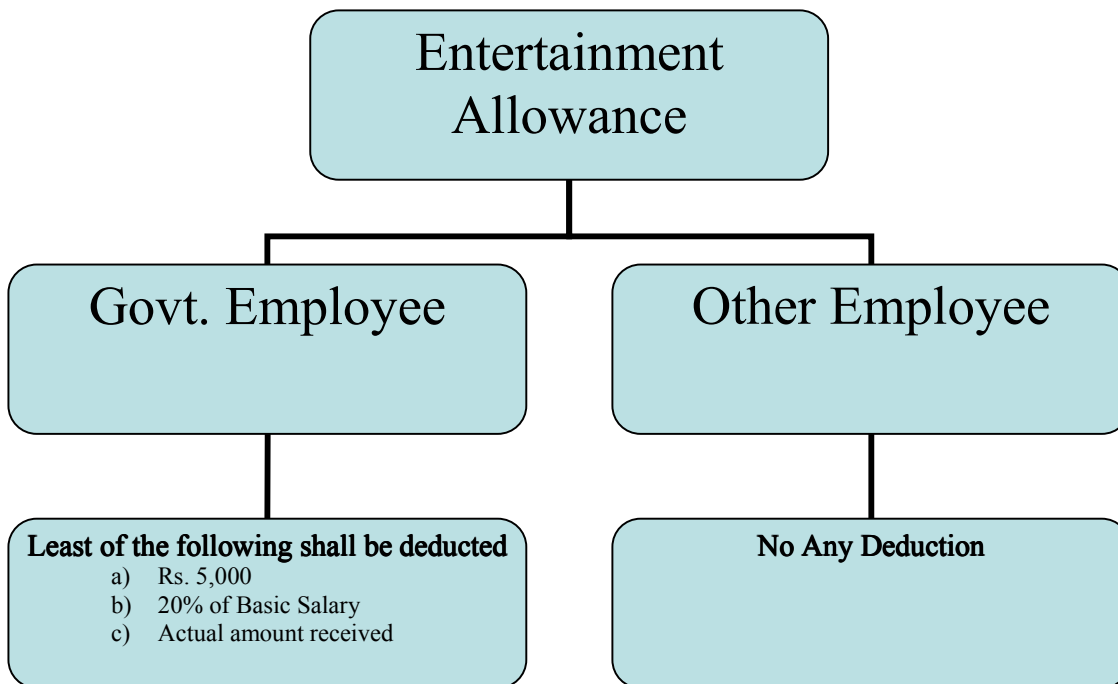 Entertainment
Allowance
Govt. Employee
Other Employee
Least of the following shall be deducted
a) Rs. 5,000
b) 20% of Basic Salary
c) Actual amount received
No Any Deduction